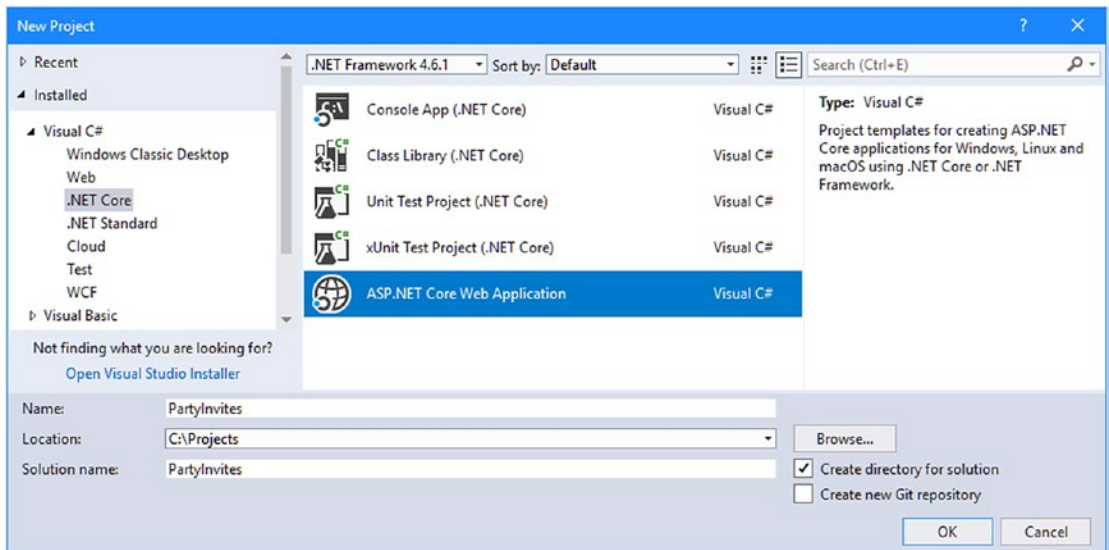 New Project
Recent
Installed
Visual C#
Windows Classic Desktop
Web
.NET Core
.NET Standard
Cloud
Test
WCF
Visual Basic
Not finding what you are looking for?
Open Visual Studio Installer
.NET Framework 4.6.1
Sort by: Default
Search (Ctrl+E)
Console App (.NET Core) Visual C#
Class Library (.NET Core) Visual C#
Unit Test Project (.NET Core) Visual C#
xUnit Test Project (.NET Core) Visual C#
ASP.NET Core Web Application Visual C#
Type: Visual C#
Project templates for creating ASP.NET
Core applications for Windows, Linux and
macOS using .NET Core or .NET
Framework.
Name: PartyInvites
Location: C:\Projects
Browse...
Solution name: PartyInvites
Create directory for solution
Create new Git repository
OK
Cancel